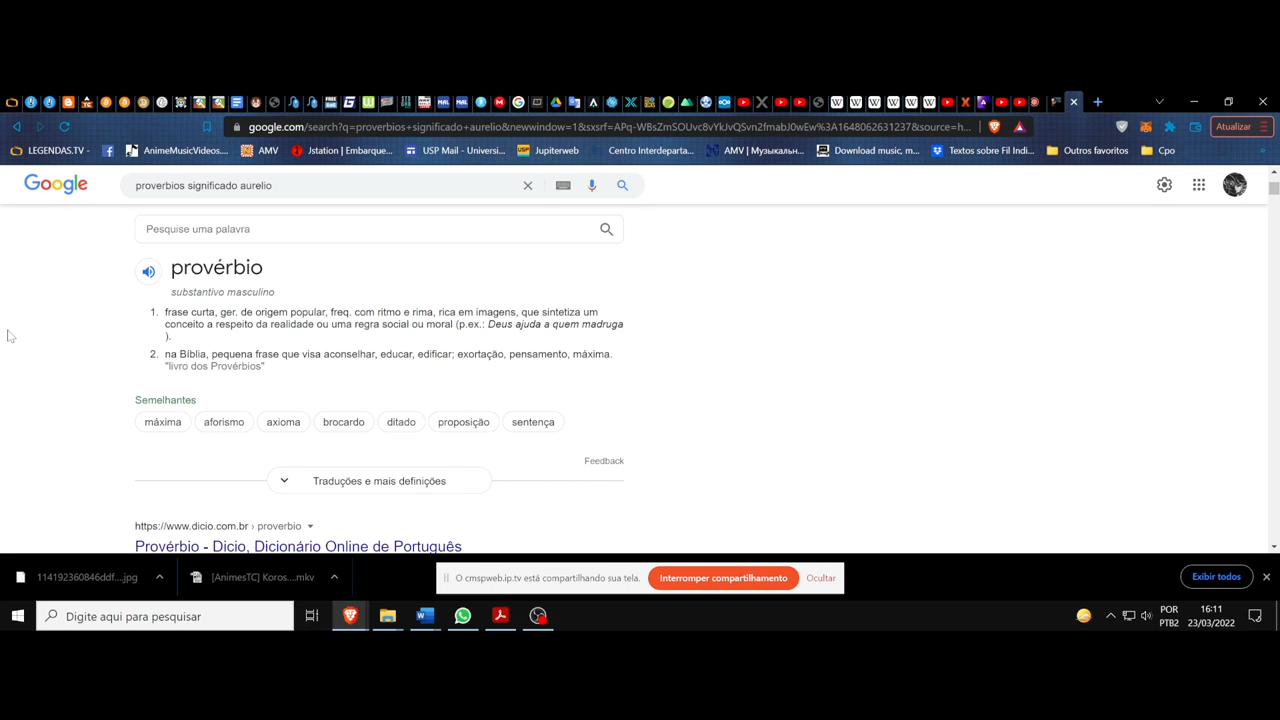 google.com/search?q=proverbios+significado+aurelio&newwindow=1&sxsrf=APq-WBsZmSOUvc8vYkJvQSvn2fmabJ0wEw%3A1648062631237&source=h...
Atualizar
LEGENDAS.TV -
AnimeMusicVideos...
AMV
Jstation | Embarque...
USP Mail - Universi...
Jupiterweb
Centro Interdeparta...
AMV | Музыкальн...
Download music, m...
Textos sobre Fil Indi...
Outros favoritos
Cpo
Google
proverbios significado aurelio
Pesquise uma palavra
provérbio
substantivo masculino
1. frase curta, ger. de origem popular, freq. com ritmo e rima, rica em imagens, que sintetiza um
conceito a respeito da realidade ou uma regra social ou moral (p.ex.: Deus ajuda a quem madruga
).
2. na Bíblia, pequena frase que visa aconselhar, educar, edificar; exortação, pensamento, máxima.
"livro dos Provérbios"
Semelhantes
máxima
aforismo
axioma
brocardo
ditado
proposição
sentença
Feedback
Traduções e mais definições
https://www.dicio.com.br › proverbio
Provérbio - Dicio, Dicionário Online de Português
114192360846ddf....jpg
[AnimesTC] Koros....mkv
O cmspweb.ip.tv está compartilhando sua tela.
Interromper compartilhamento
Ocultar
Exibir todos
Digite aqui para pesquisar
POR
PTB2
16:11
23/03/2022